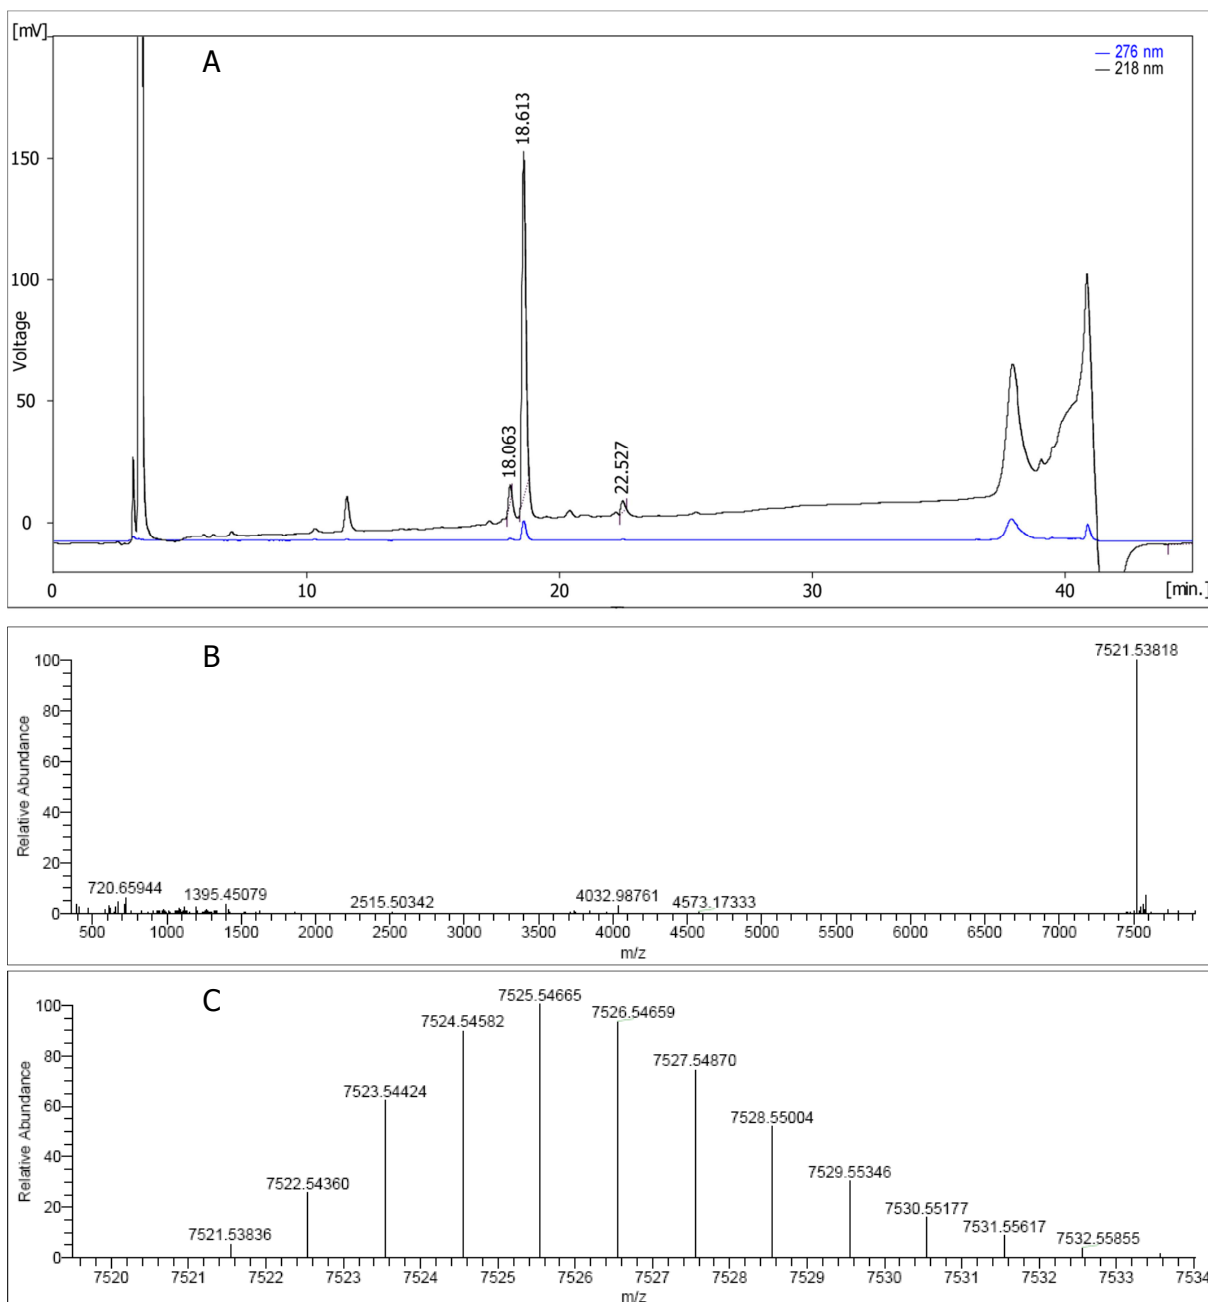 [mV]
A
276 nm
218 nm
18.613
150
100
Voltage
50
18.063
22.527
0
0 10 20 30 40 [min.]
B
7521.53818
100
80
60
Relative Abundance
40
20
720.65944 1395.45079 2515.50342 4032.98761 4573.17333
0
500 1000 1500 2000 2500 3000 3500 4000 4500 5000 5500 6000 6500 7000 7500
m/z
C
7525.54665
100
7526.54659
7524.54582
80
7527.54870
7523.54424
60
7528.55004
Relative Abundance
40
7529.55346
7522.54360
20
7530.55177
7531.55617
7521.53836
7532.55855
0
7520 7521 7522 7523 7524 7525 7526 7527 7528 7529 7530 7531 7532 7533 7534
m/z